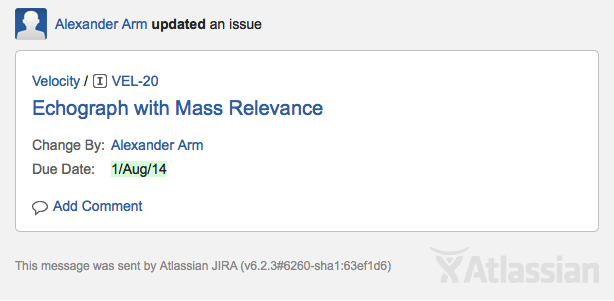 Alexander Arm updated an issue
Velocity / I VEL-20
Echograph with Mass Relevance
Change By: Alexander Arm
Due Date: 1/Aug/14
Add Comment
This message was sent by Atlassian JIRA (v6.2.3#6260-sha1:63ef1d6)
Atlassian